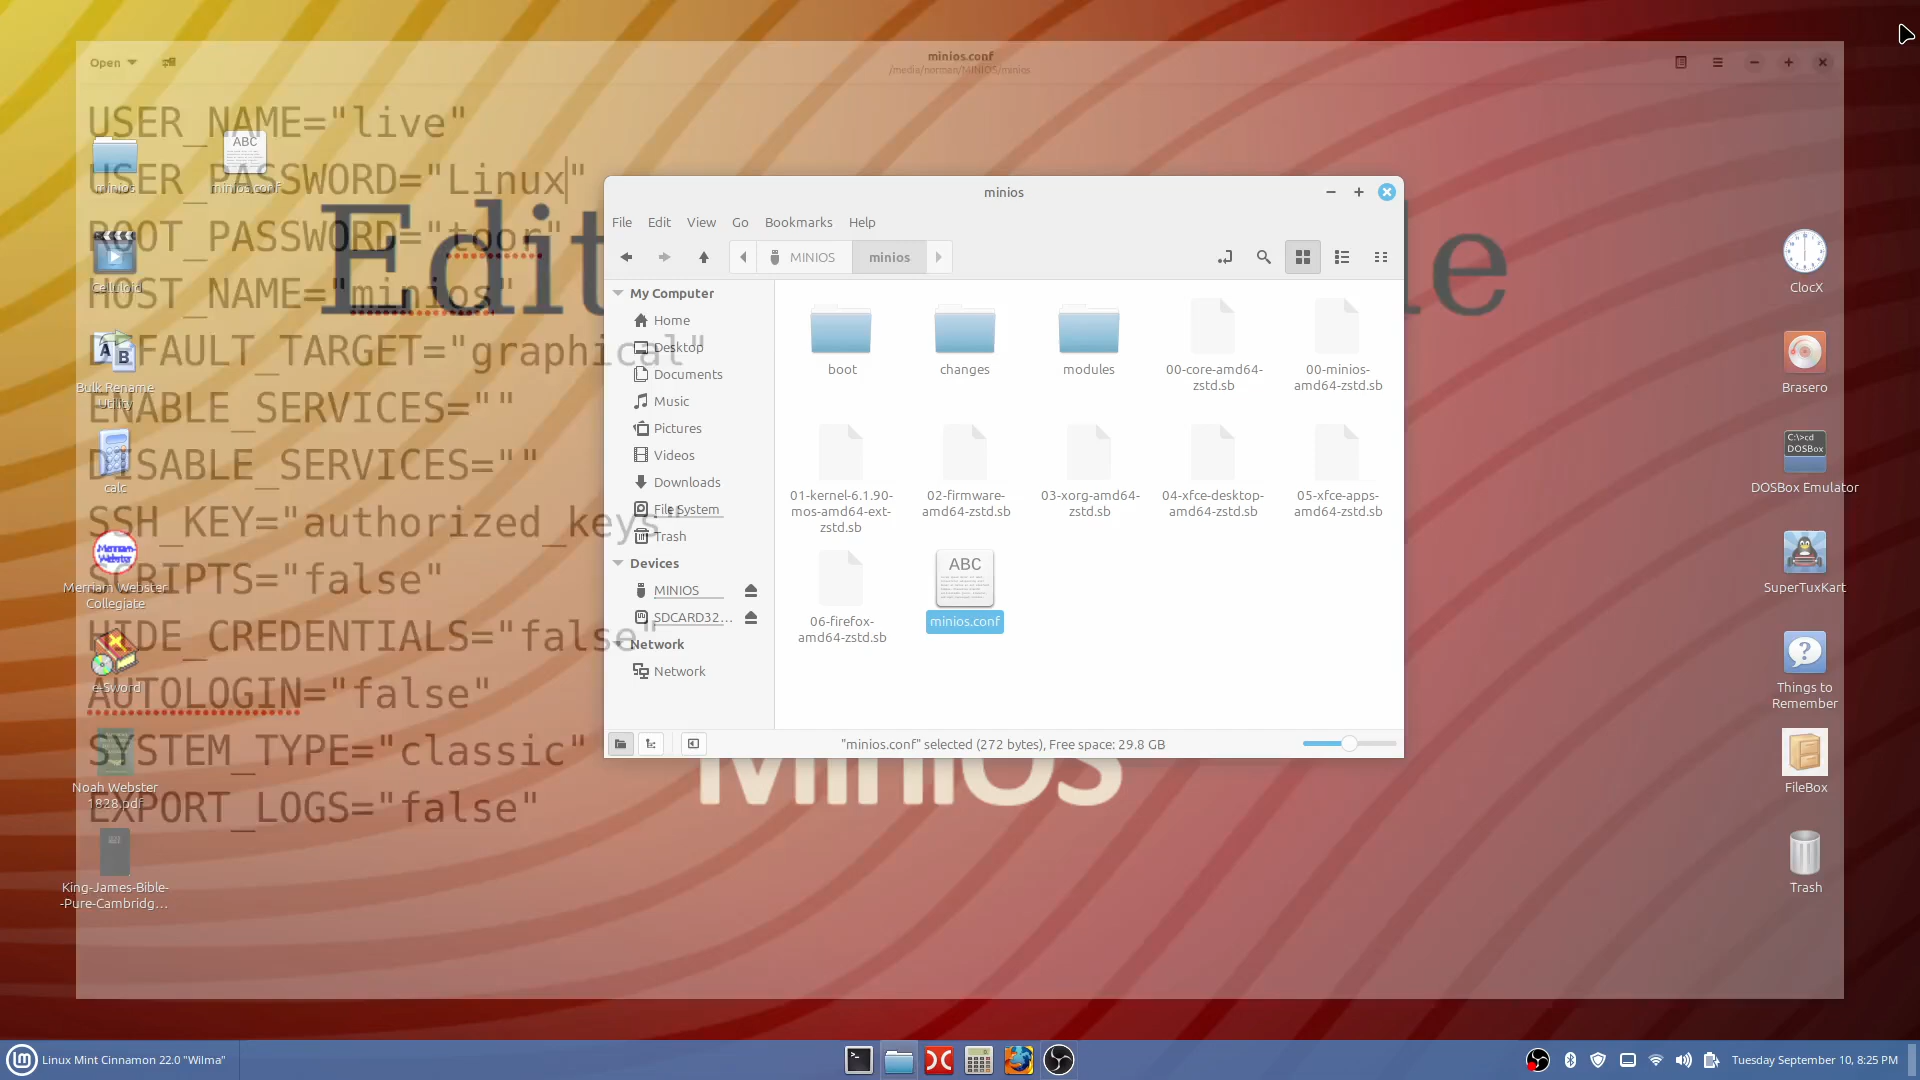 Open
minios.conf
/media/norman/MINIOS/minios
USER_NAME="live"
USER_PASSWORD="Linux"
ROOT_PASSWORD="toor"
HOST_NAME="minios"
DEFAULT_TARGET="graphical"
ENABLE_SERVICES=""
DISABLE_SERVICES=""
SSH_KEY="authorized_keys"
SCRIPTS="false"
HIDE_CREDENTIALS="false"
AUTOLOGIN="false"
SYSTEM_TYPE="classic"
EXPORT_LOGS="false"
minios
ABC
minios.conf
Celluloid
A B
Bulk Rename
Utility
calc
Merriam-
Webster
Merriam Webster
Collegiate
e-Sword
Noah Webster
1828.pdf
King-James-Bible-
-Pure-Cambridg...
Edit
e
MiniOS
minios
File Edit View Go Bookmarks Help
MINIOS minios
My Computer
Home
Desktop
Documents
Music
Pictures
Videos
Downloads
File System
Trash
Devices
MINIOS
SDCARD32...
Network
Network
boot
changes
modules
00-core-amd64-
zstd.sb
00-minios-
amd64-zstd.sb
01-kernel-6.1.90-
mos-amd64-ext-
zstd.sb
02-firmware-
amd64-zstd.sb
03-xorg-amd64-
zstd.sb
04-xfce-desktop-
amd64-zstd.sb
05-xfce-apps-
amd64-zstd.sb
06-firefox-
amd64-zstd.sb
ABC
minios.conf
"minios.conf" selected (272 bytes), Free space: 29.8 GB
ClocX
Brasero
C:\>cd
DOSBox
DOSBox Emulator
SuperTuxKart
Things to
Remember
FileBox
Trash
Linux Mint Cinnamon 22.0 "Wilma"
Tuesday September 10, 8:25 PM